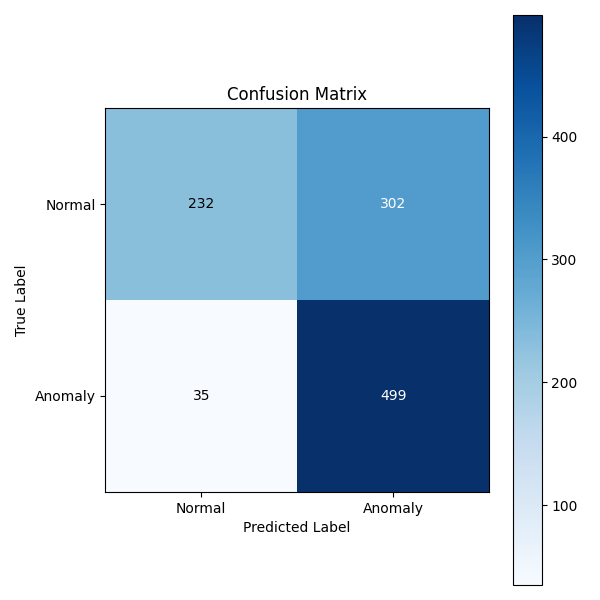 Confusion Matrix
True Label
Normal
232
302
Anomaly
35
499
Normal
Anomaly
Predicted Label
400
300
200
100